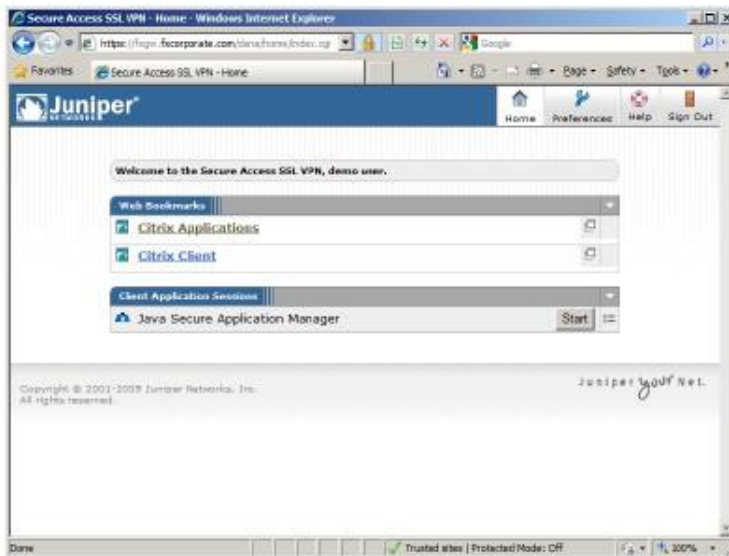 Secure Access SSL VPN - Home - Windows Internet Explorer
Google
Favorites
Secure Access SSL VPN - Home
Page
Safety
Tools
Juniper
NETWORKS
Home
Preferences
Help
Sign Out
Welcome to the Secure Access SSL VPN, demo user.
Web Bookmarks
Citrix Applications
Citrix Client
Client Application Sessions
Java Secure Application Manager
Start
Copyright © 2001-2009 Juniper Networks, Inc.
All rights reserved.
Juniper your Net.
Done
Trusted sites | Protected Mode: Off
100%